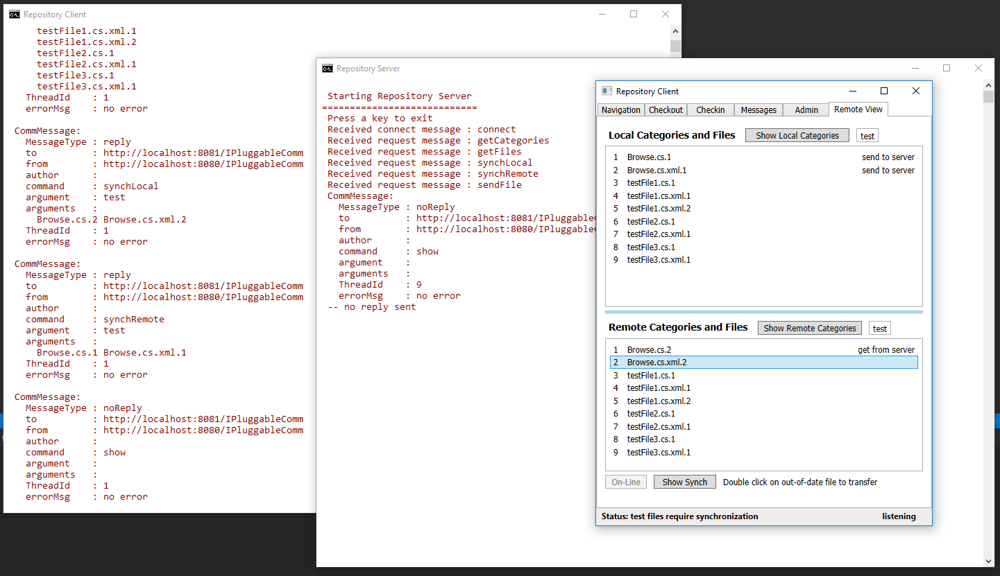 Repository Client
testFile1.cs.xml.1
testFile1.cs.xml.2
testFile2.cs.1
testFile2.cs.xml.1
testFile3.cs.1
testFile3.cs.xml.1
ThreadId : 1
errorMsg : no error
CommMessage:
MessageType : reply
to : http://localhost:8081/IPluggableComm
from : http://localhost:8080/IPluggableComm
author :
command : synchLocal
argument : test
arguments :
Browse.cs.2 Browse.cs.xml.2
ThreadId : 1
errorMsg : no error
CommMessage:
MessageType : reply
to : http://localhost:8081/IPluggableComm
from : http://localhost:8080/IPluggableComm
author :
command : synchRemote
argument : test
arguments :
Browse.cs.1 Browse.cs.xml.1
ThreadId : 1
errorMsg : no error
CommMessage:
MessageType : noReply
to : http://localhost:8081/IPluggableComm
from : http://localhost:8080/IPluggableComm
author :
command : show
argument :
arguments :
ThreadId : 1
errorMsg : no error
Repository Server
Starting Repository Server
============================
Press a key to exit
Received connect message : connect
Received request message : getCategories
Received request message : getFiles
Received request message : synchLocal
Received request message : synchRemote
Received request message : sendFile
CommMessage:
MessageType : noReply
to : http://localhost:8081/IPluggable
from : http://localhost:8080/IPluggable
author :
command : show
argument :
arguments :
ThreadId : 9
errorMsg : no error
-- no reply sent
Repository Client
Navigation Checkout Checkin Messages Admin Remote View
Local Categories and Files Show Local Categories test
1 Browse.cs.1 send to server
2 Browse.cs.xml.1 send to server
3 testFile1.cs.1
4 testFile1.cs.xml.1
5 testFile1.cs.xml.2
6 testFile2.cs.1
7 testFile2.cs.xml.1
8 testFile3.cs.1
9 testFile3.cs.xml.1
Remote Categories and Files Show Remote Categories test
1 Browse.cs.2 get from server
2 Browse.cs.xml.2
3 testFile1.cs.1
4 testFile1.cs.xml.1
5 testFile1.cs.xml.2
6 testFile2.cs.1
7 testFile2.cs.xml.1
8 testFile3.cs.1
9 testFile3.cs.xml.1
On-Line Show Synch Double click on out-of-date file to transfer
Status: test files require synchronization listening